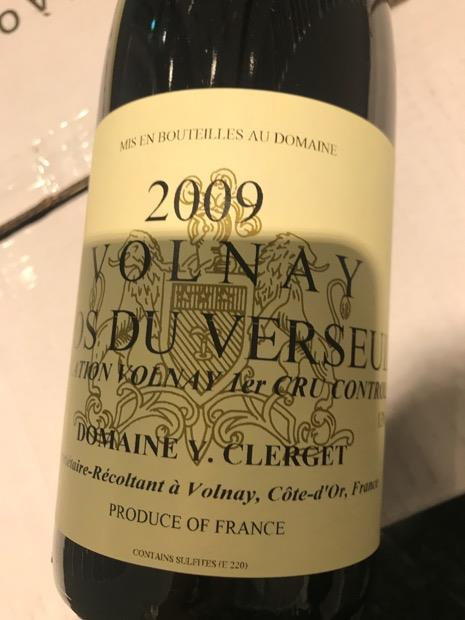 MIS EN BOUTEILLES AU DOMAINE
2009
VOLNAY
OS DU VERSEU
ATION VOLNAY 1er CRU CONTRO
DOMAINE Y. CLERGET
iétaire-Récoltant à Volnay, Côte-d'Or, France
PRODUCE OF FRANCE
CONTAINS SULFITES (E 220)